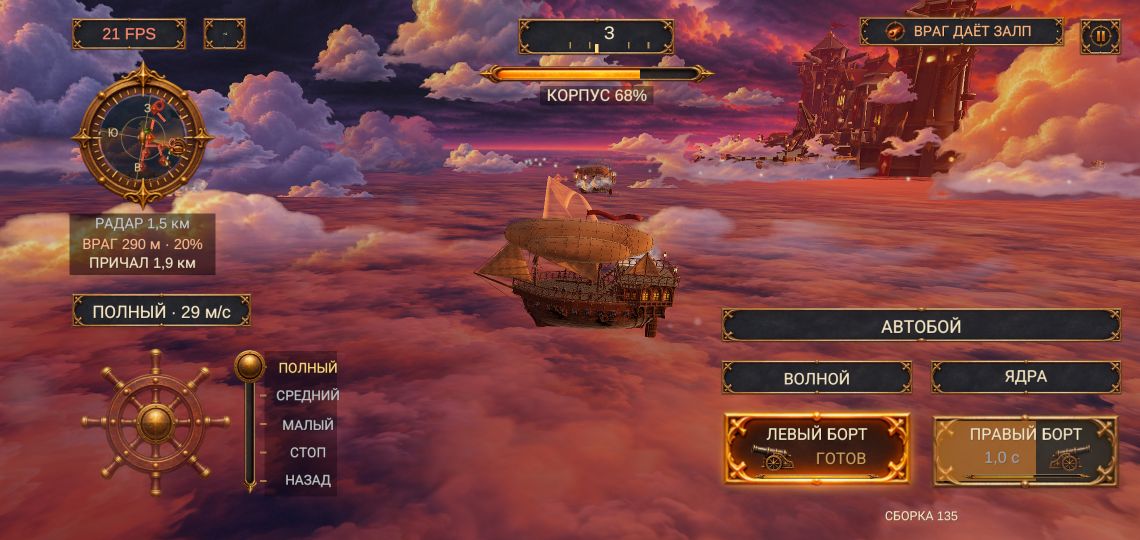 21 FPS
3
ВРАГ ДАЁТ ЗАЛП
КОРПУС 68%
З
Ю
В
РАДАР 1,5 км
ВРАГ 290 м · 20%
ПРИЧАЛ 1,9 км
ПОЛНЫЙ · 29 м/с
ПОЛНЫЙ
СРЕДНИЙ
МАЛЫЙ
СТОП
НАЗАД
АВТОБОЙ
ВОЛНОЙ
ЯДРА
ЛЕВЫЙ БОРТ
ГОТОВ
ПРАВЫЙ БОРТ
1,0 с
СБОРКА 135